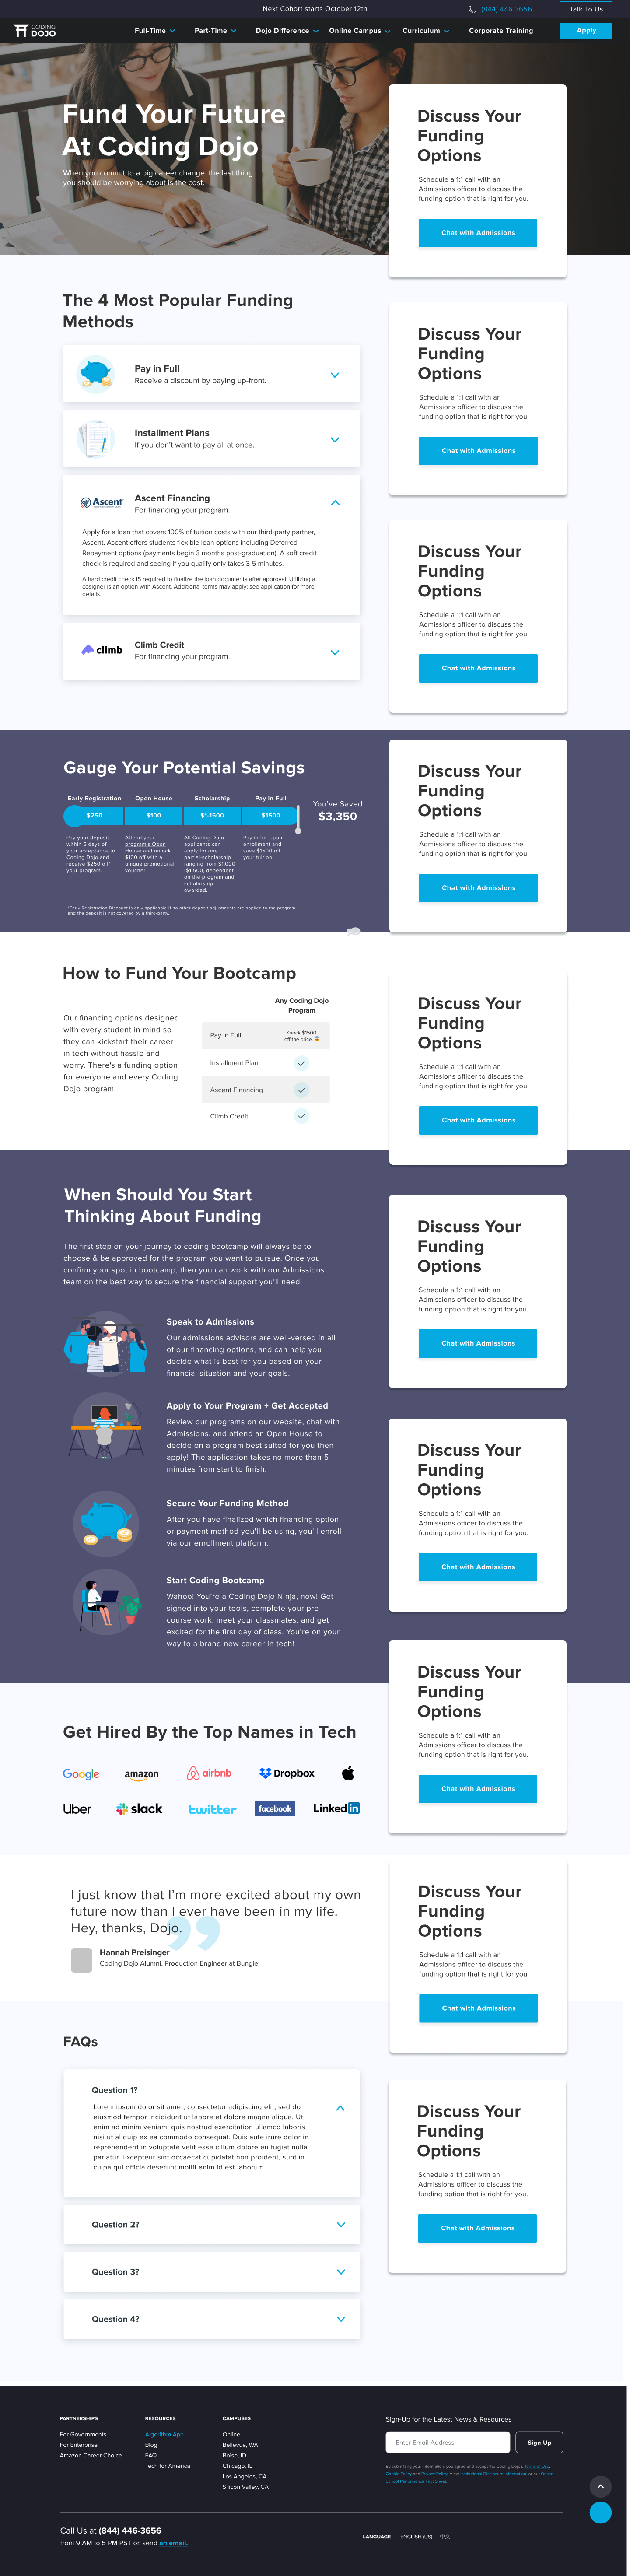 Next Cohort starts October 12th
(844) 446 3656
Talk To Us
CODING
DOJO
Full-Time
Part-Time
Dojo Difference
Online Campus
Curriculum
Corporate Training
Apply
Fund Your Future
At Coding Dojo
When you commit to a big career change, the last thing
you should be worrying about is the cost.
Discuss Your
Funding
Options
Schedule a 1:1 call with an
Admissions officer to discuss the
funding option that is right for you.
Chat with Admissions
The 4 Most Popular Funding
Methods
Pay in Full
Receive a discount by paying up-front.
Installment Plans
If you don't want to pay all at once.
Ascent
Ascent Financing
For financing your program.
Apply for a loan that covers 100% of tuition costs with our third-party partner,
Ascent. Ascent offers students flexible loan options including Deferred
Repayment options (payments begin 3 months post-graduation). A soft credit
check is required and seeing if you qualify only takes 3-5 minutes.
A hard credit check IS required to finalize the loan documents after approval. Utilizing a
cosigner is an option with Ascent. Additional terms may apply; see application for more
details.
climb
Climb Credit
For financing your program.
Discuss Your
Funding
Options
Schedule a 1:1 call with an
Admissions officer to discuss the
funding option that is right for you.
Chat with Admissions
Discuss Your
Funding
Options
Schedule a 1:1 call with an
Admissions officer to discuss the
funding option that is right for you.
Chat with Admissions
Gauge Your Potential Savings
Early Registration
Open House
Scholarship
Pay in Full
$250
$100
$1-1500
$1500
You've Saved
$3,350
Pay your deposit
within 5 days of
your acceptance to
Coding Dojo and
receive $250 off*
your program.
Attend your
program's Open
House and unlock
$100 off with a
unique promotional
voucher.
All Coding Dojo
applicants can
apply for one
partial-scholarship
ranging from $1,000
-$1,500, dependent
on the program and
scholarship
awarded.
Pay in full upon
enrollment and
save $1500 off
your tuition!
*Early Registration Discount is only applicable if no other deposit adjustments are applied to the program
and the deposit is not covered by a third-party.
Discuss Your
Funding
Options
Schedule a 1:1 call with an
Admissions officer to discuss the
funding option that is right for you.
Chat with Admissions
How to Fund Your Bootcamp
Our financing options designed
with every student in mind so
they can kickstart their career
in tech without hassle and
worry. There's a funding option
for everyone and every Coding
Dojo program.
Any Coding Dojo
Program
Pay in Full
Knock $1500
off the price. 😱
Installment Plan
Ascent Financing
Climb Credit
Discuss Your
Funding
Options
Schedule a 1:1 call with an
Admissions officer to discuss the
funding option that is right for you.
Chat with Admissions
When Should You Start
Thinking About Funding
The first step on your journey to coding bootcamp will always be to
choose & be approved for the program you want to pursue. Once you
confirm your spot in bootcamp, then you can work with our Admissions
team on the best way to secure the financial support you'll need.
Speak to Admissions
Our admissions advisors are well-versed in all
of our financing options, and can help you
decide what is best for you based on your
financial situation and your goals.
Apply to Your Program + Get Accepted
Review our programs on our website, chat with
Admissions, and attend an Open House to
decide on a program best suited for you then
apply! The application takes no more than 5
minutes from start to finish.
Secure Your Funding Method
After you have finalized which financing option
or payment method you'll be using, you'll enroll
via our enrollment platform.
Start Coding Bootcamp
Wahoo! You're a Coding Dojo Ninja, now! Get
signed into your tools, complete your pre-
course work, meet your classmates, and get
excited for the first day of class. You're on your
way to a brand new career in tech!
Discuss Your
Funding
Options
Schedule a 1:1 call with an
Admissions officer to discuss the
funding option that is right for you.
Chat with Admissions
Discuss Your
Funding
Options
Schedule a 1:1 call with an
Admissions officer to discuss the
funding option that is right for you.
Chat with Admissions
Discuss Your
Funding
Options
Schedule a 1:1 call with an
Admissions officer to discuss the
funding option that is right for you.
Chat with Admissions
Get Hired By the Top Names in Tech
Google
amazon
airbnb
Dropbox
Uber
slack
twitter
facebook
Linked in
I just know that I'm more excited about my own
future now than I ever have been in my life.
Hey, thanks, Dojo.
Hannah Preisinger
Coding Dojo Alumni, Production Engineer at Bungie
Discuss Your
Funding
Options
Schedule a 1:1 call with an
Admissions officer to discuss the
funding option that is right for you.
Chat with Admissions
FAQs
Question 1?
Lorem ipsum dolor sit amet, consectetur adipiscing elit, sed do
eiusmod tempor incididunt ut labore et dolore magna aliqua. Ut
enim ad minim veniam, quis nostrud exercitation ullamco laboris
nisi ut aliquip ex ea commodo consequat. Duis aute irure dolor in
reprehenderit in voluptate velit esse cillum dolore eu fugiat nulla
pariatur. Excepteur sint occaecat cupidatat non proident, sunt in
culpa qui officia deserunt mollit anim id est laborum.
Question 2?
Question 3?
Question 4?
Discuss Your
Funding
Options
Schedule a 1:1 call with an
Admissions officer to discuss the
funding option that is right for you.
Chat with Admissions
PARTNERSHIPS
For Governments
For Enterprise
Amazon Career Choice
RESOURCES
Algorithm App
Blog
FAQ
Tech for America
CAMPUSES
Online
Bellevue, WA
Boise, ID
Chicago, IL
Los Angeles, CA
Silicon Valley, CA
Sign-Up for the Latest News & Resources
Enter Email Address
Sign Up
By submitting your information, you agree and accept the Coding Dojo's Terms of Use,
Cookie Policy and Privacy Policy. View Institutional Disclosure Information, or our Onsite
School Performance Fact Sheet.
Call Us at (844) 446-3656
from 9 AM to 5 PM PST or, send an email.
LANGUAGE
ENGLISH (US)
中文